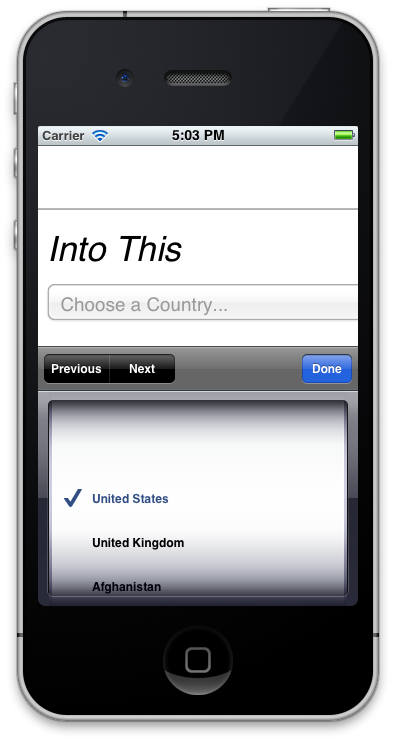 Carrier 5:03 PM
Into This
Choose a Country...
Previous Next Done
United States
United Kingdom
Afghanistan